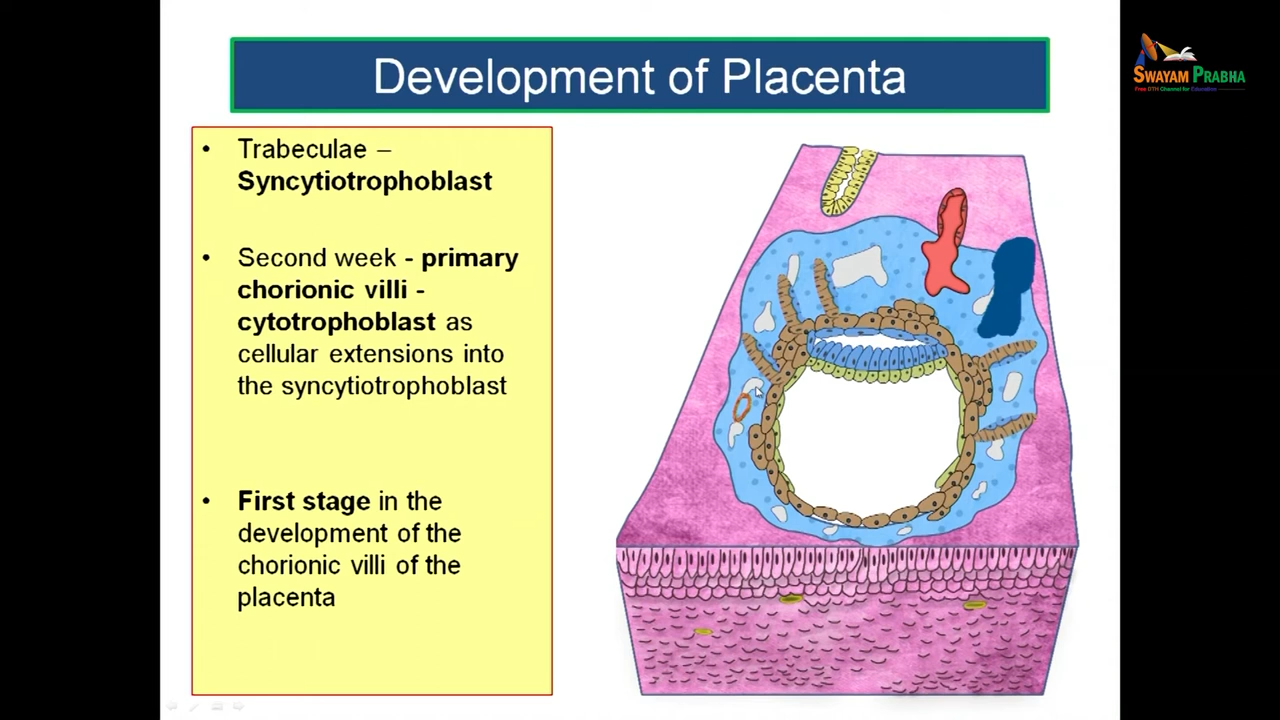 Development of Placenta
SWAYAM PRABHA
Free DTH Channel for Education
• Trabeculae –
Syncytiotrophoblast
• Second week - primary
chorionic villi -
cytotrophoblast as
cellular extensions into
the syncytiotrophoblast
• First stage in the
development of the
chorionic villi of the
placenta